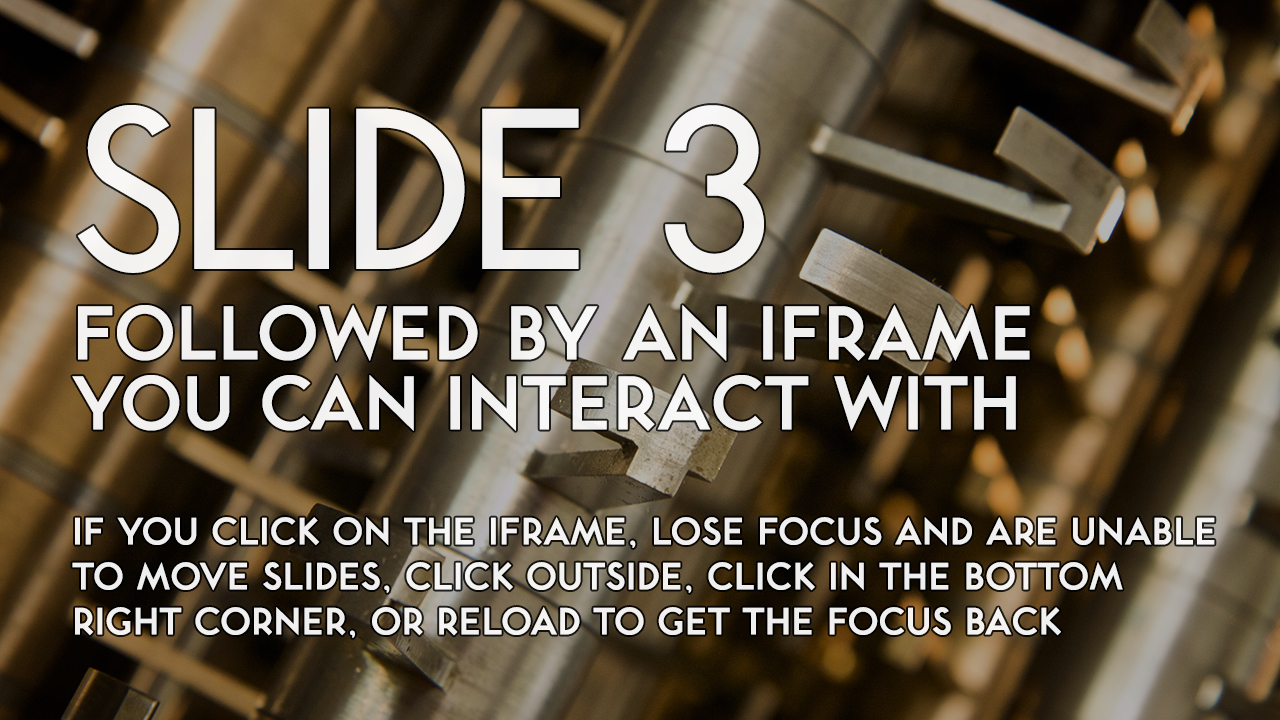 SLIDE 3
FOLLOWED BY AN IFRAME
YOU CAN INTERACT WITH
IF YOU CLICK ON THE IFRAME, LOSE FOCUS AND ARE UNABLE
TO MOVE SLIDES, CLICK OUTSIDE, CLICK IN THE BOTTOM
RIGHT CORNER, OR RELOAD TO GET THE FOCUS BACK